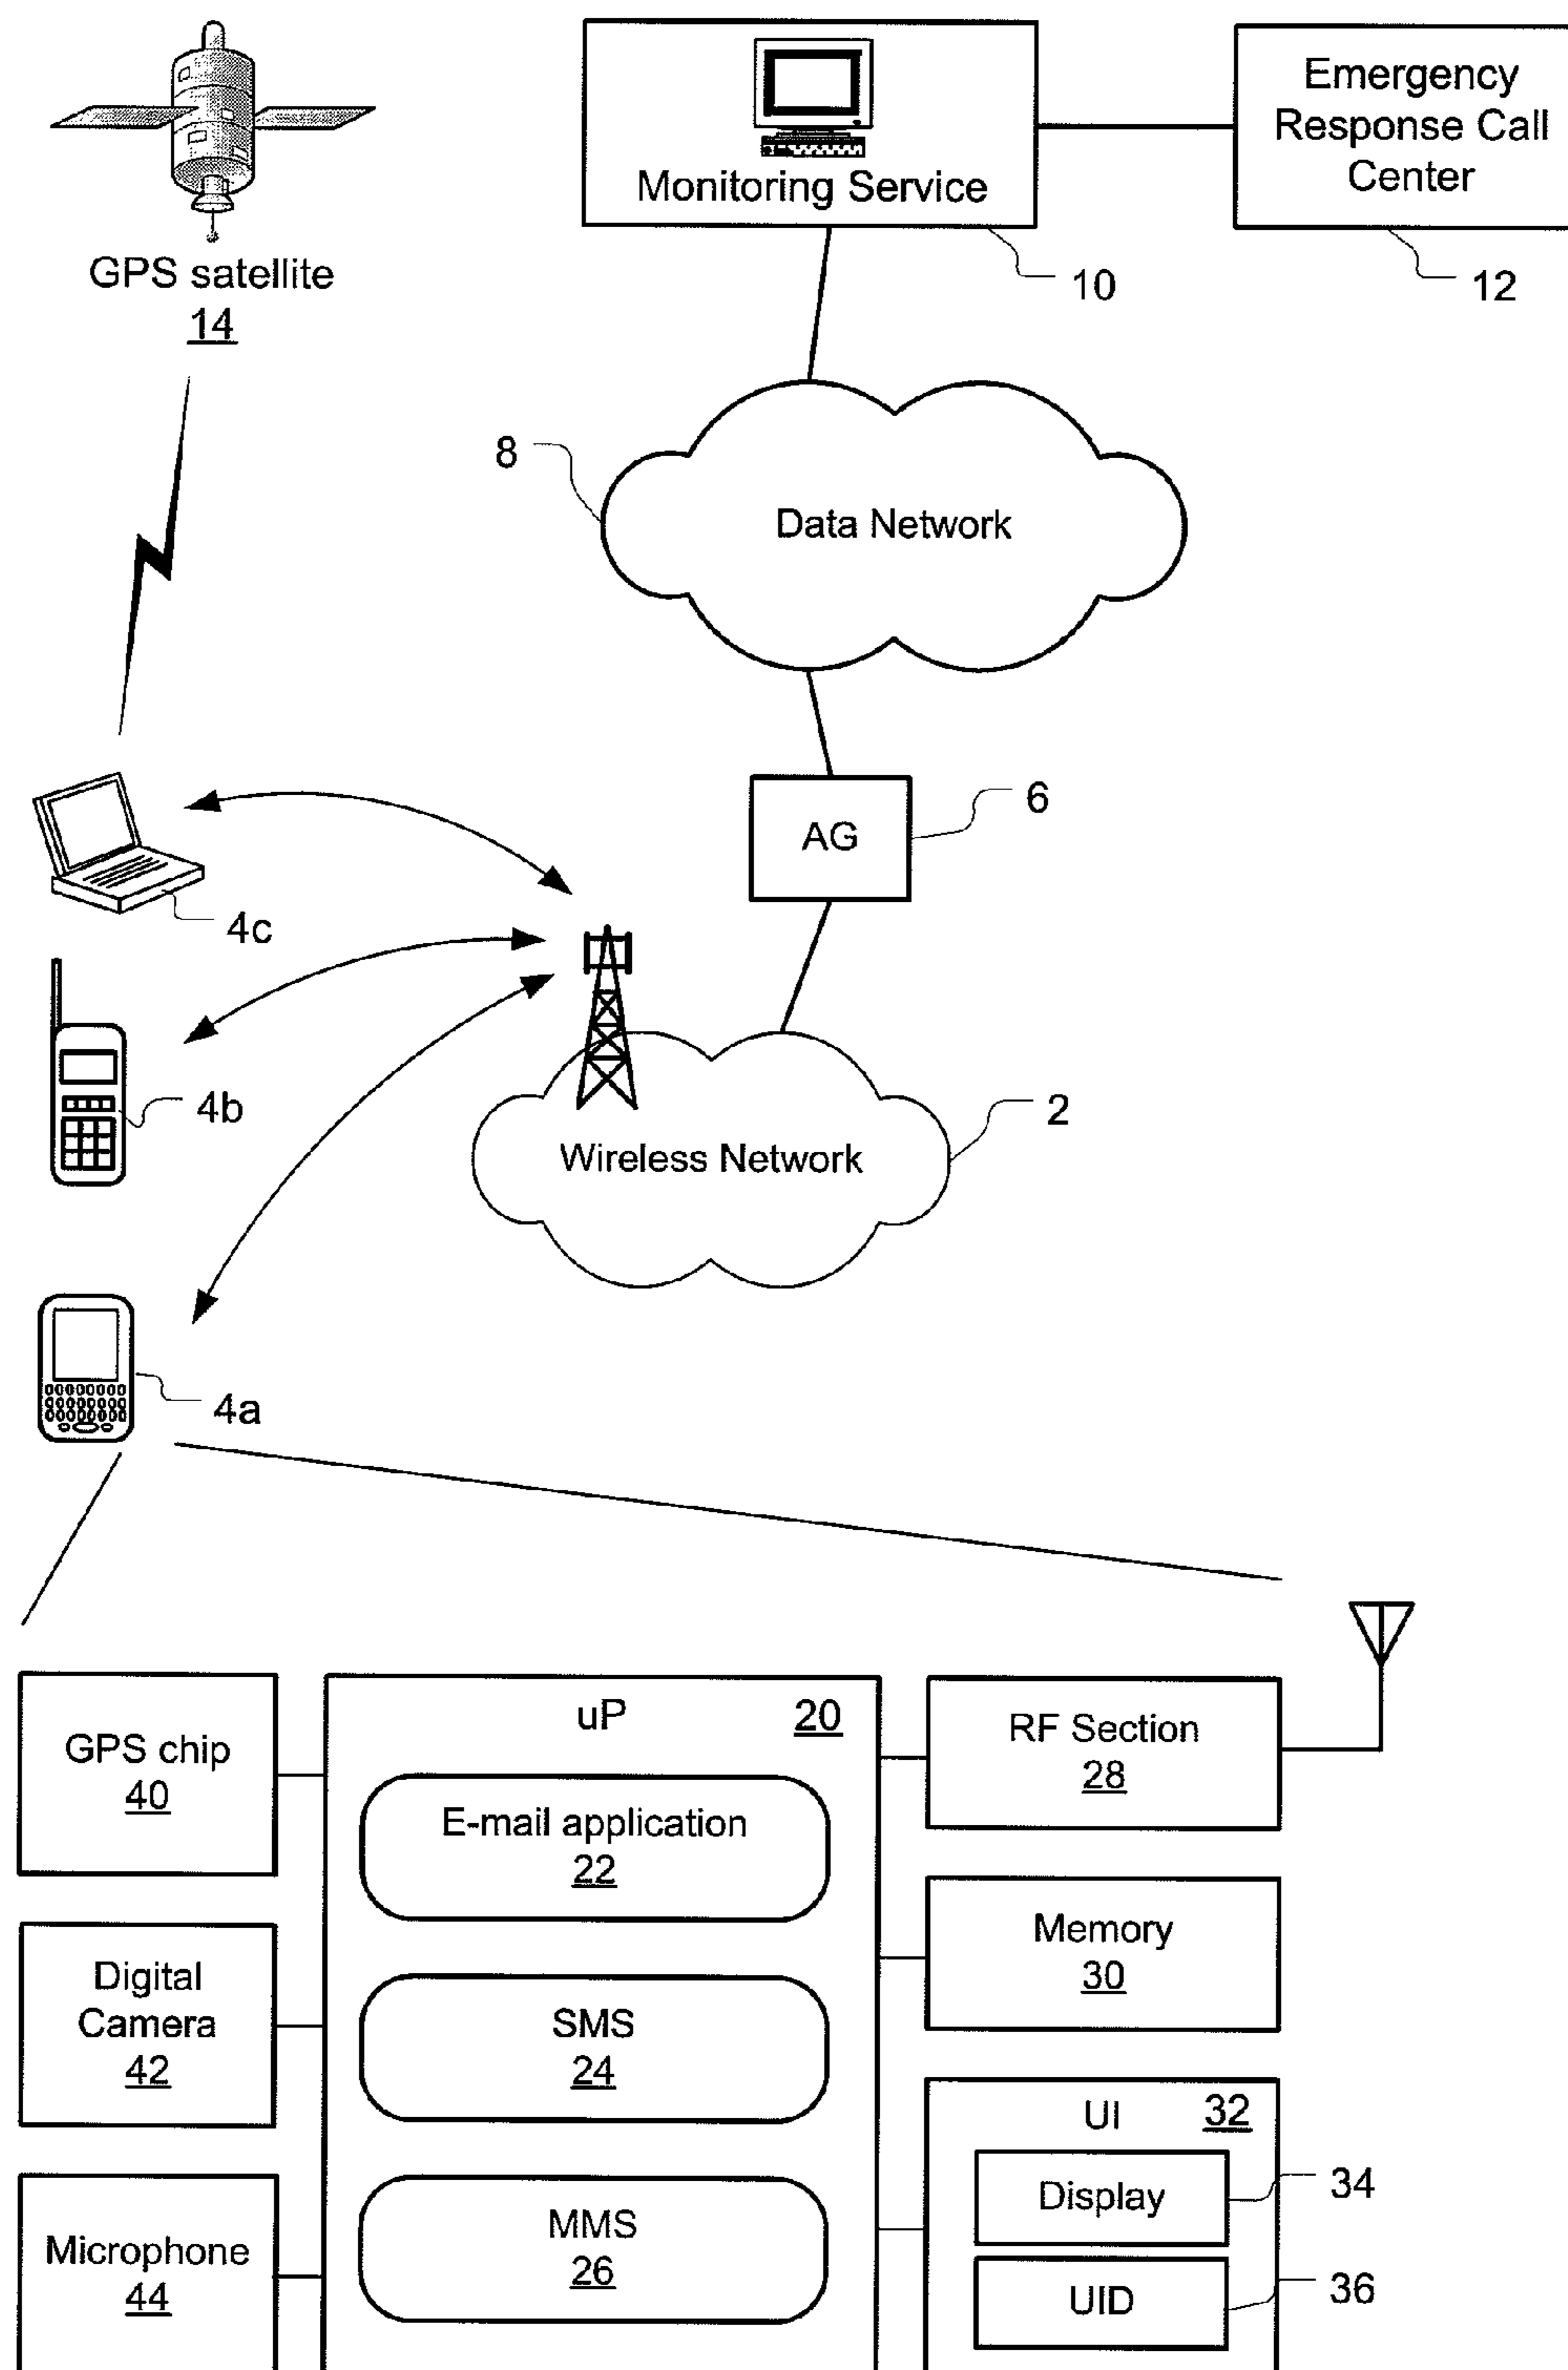 Monitoring Service
10
Emergency
Response Call
Center
12
GPS satellite
14
8
Data Network
AG
6
4c
4b
4a
Wireless Network
2
GPS chip
40
Digital
Camera
42
Microphone
44
uP
20
E-mail application
22
SMS
24
MMS
26
RF Section
28
Memory
30
UI
32
Display
34
UID
36